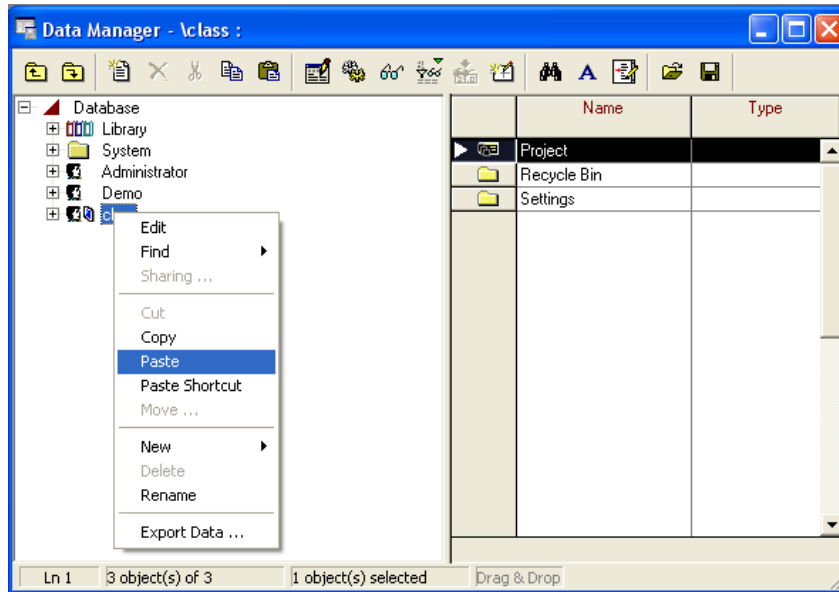 Data Manager - \class :
Database
Library
System
Administrator
Demo
Edit
Find
Sharing ...
Cut
Copy
Paste
Paste Shortcut
Move ...
New
Delete
Rename
Export Data ...
Name Type
Project
Recycle Bin
Settings
Ln 1 3 object(s) of 3 1 object(s) selected Drag & Drop